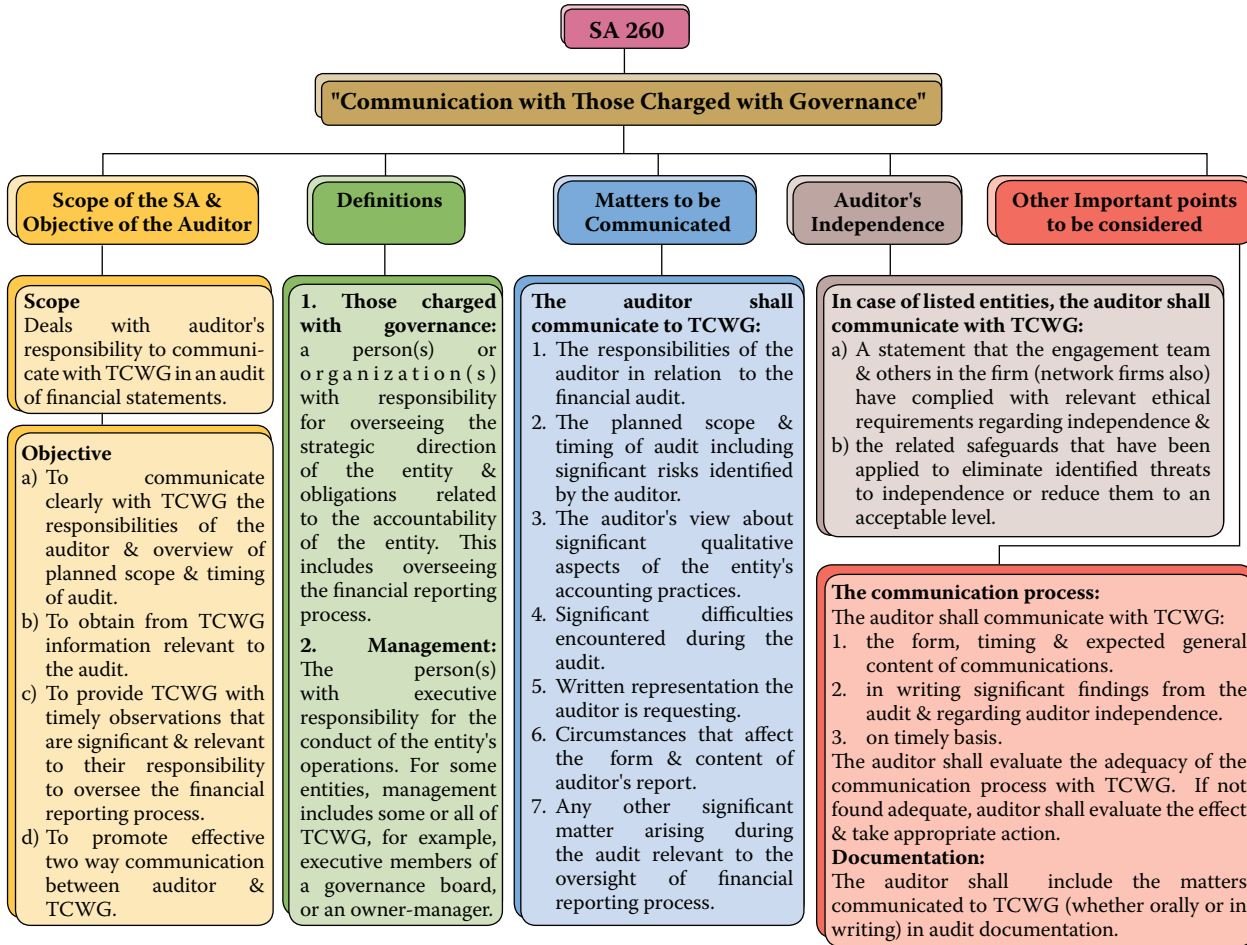 SA 260
"Communication with Those Charged with Governance"
Scope of the SA &
Objective of the Auditor
Definitions
Matters to be
Communicated
Auditor's
Independence
Other Important points
to be considered
Scope
Deals with auditor's
responsibility to communi-
cate with TCWG in an audit
of financial statements.
Objective
a) To communicate
clearly with TCWG the
responsibilities of the
auditor & overview of
planned scope & timing
of audit.
b) To obtain from TCWG
information relevant to
the audit.
c) To provide TCWG with
timely observations that
are significant & relevant
to their responsibility
to oversee the financial
reporting process.
d) To promote effective
two way communication
between auditor &
TCWG.
1. Those charged
with governance:
a person(s) or
organization(s)
with responsibility
for overseeing the
strategic direction
of the entity &
obligations related
to the accountability
of the entity. This
includes overseeing
the financial reporting
process.
2. Management:
The person(s)
with executive
responsibility for the
conduct of the entity's
operations. For some
entities, management
includes some or all of
TCWG, for example,
executive members of
a governance board,
or an owner-manager.
The auditor shall
communicate to TCWG:
1. The responsibilities of the
auditor in relation to the
financial audit.
2. The planned scope &
timing of audit including
significant risks identified
by the auditor.
3. The auditor's view about
significant qualitative
aspects of the entity's
accounting practices.
4. Significant difficulties
encountered during the
audit.
5. Written representation the
auditor is requesting.
6. Circumstances that affect
the form & content of
auditor's report.
7. Any other significant
matter arising during
the audit relevant to the
oversight of financial
reporting process.
In case of listed entities, the auditor shall
communicate with TCWG:
a) A statement that the engagement team
& others in the firm (network firms also)
have complied with relevant ethical
requirements regarding independence &
b) the related safeguards that have been
applied to eliminate identified threats
to independence or reduce them to an
acceptable level.
The communication process:
The auditor shall communicate with TCWG:
1. the form, timing & expected general
content of communications.
2. in writing significant findings from the
audit & regarding auditor independence.
3. on timely basis.
The auditor shall evaluate the adequacy of the
communication process with TCWG. If not
found adequate, auditor shall evaluate the effect
& take appropriate action.
Documentation:
The auditor shall include the matters
communicated to TCWG (whether orally or in
writing) in audit documentation.